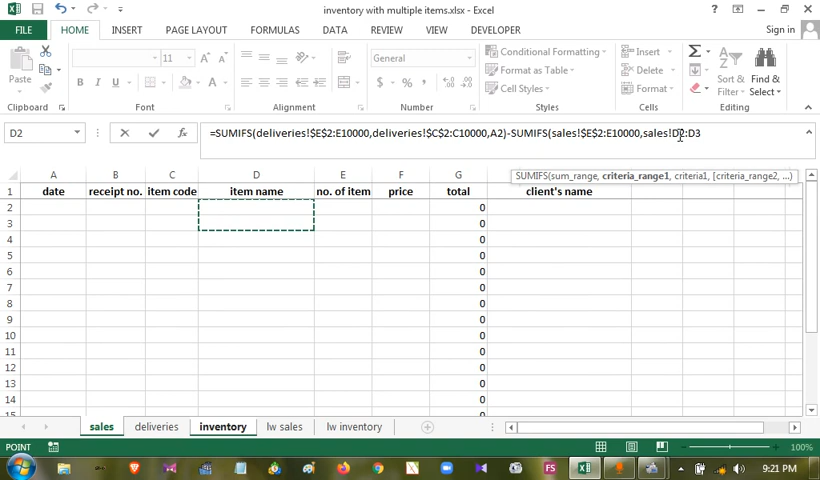 inventory with multiple items.xlsx - Excel
FILE HOME INSERT PAGE LAYOUT FORMULAS DATA REVIEW VIEW DEVELOPER Sign in
Paste
11
General
Conditional Formatting
Format as Table
Cell Styles
Insert
Delete
Format
Sort & Filter
Find & Select
Clipboard Font Alignment Number Styles Cells Editing
D2 =SUMIFS(deliveries!$E$2:E10000,deliveries!$C$2:C10000,A2)-SUMIFS(sales!$E$2:E10000,sales!D2:D3
SUMIFS(sum_range, criteria_range1, criteria1, [criteria_range2, ...)
A B C D E F G
1 date receipt no. item code item name no. of item price total client's name
2 0
3 0
4 0
5 0
6 0
7 0
8 0
9 0
10 0
11 0
12 0
13 0
14 0
15 0
sales deliveries inventory lw sales lw inventory
POINT 100%
9:21 PM